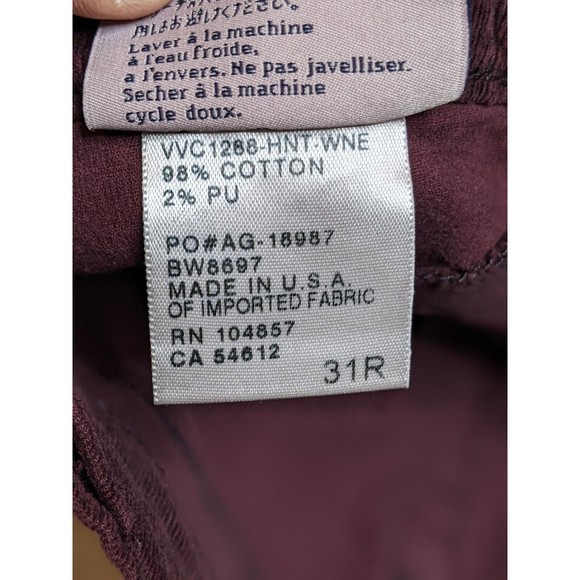 Laver à la machine
à l'eau froide,
a l'envers. Ne pas javelliser.
Secher à la machine
cycle doux.
VVC1288-HNT-WNE
98% COTTON
2% PU
PO#AG-18987
BW8697
MADE IN U.S.A.
OF IMPORTED FABRIC
RN 104857
CA 54612
31R